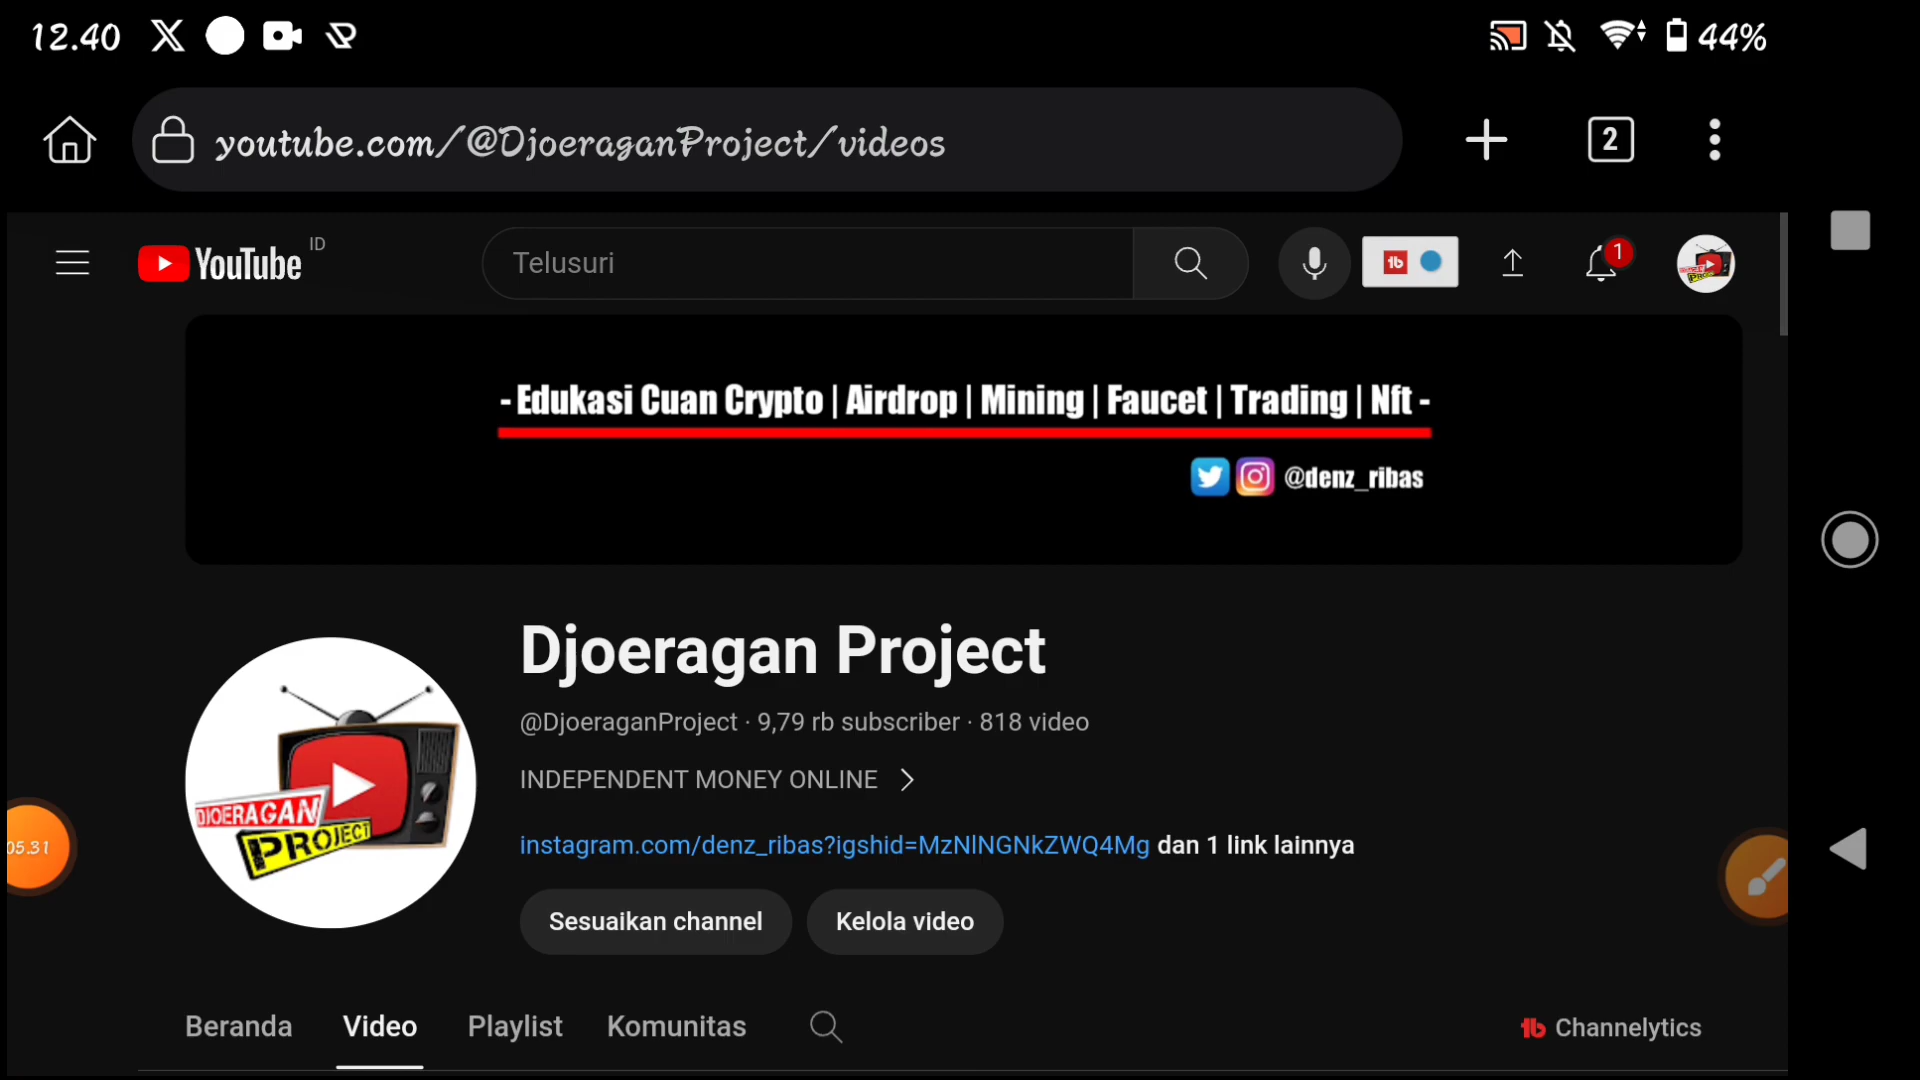 12.40
44%
youtube.com/@DjoeraganProject/videos
2
YouTube ID
Telusuri
1
- Edukasi Cuan Crypto | Airdrop | Mining | Faucet | Trading | Nft -
@denz_ribas
Djoeragan Project
@DjoeraganProject · 9,79 rb subscriber · 818 video
INDEPENDENT MONEY ONLINE
DJOERAGAN
PROJECT
instagram.com/denz_ribas?igshid=MzNlNGNkZWQ4Mg dan 1 link lainnya
05.31
Sesuaikan channel
Kelola video
Beranda
Video
Playlist
Komunitas
Channelytics